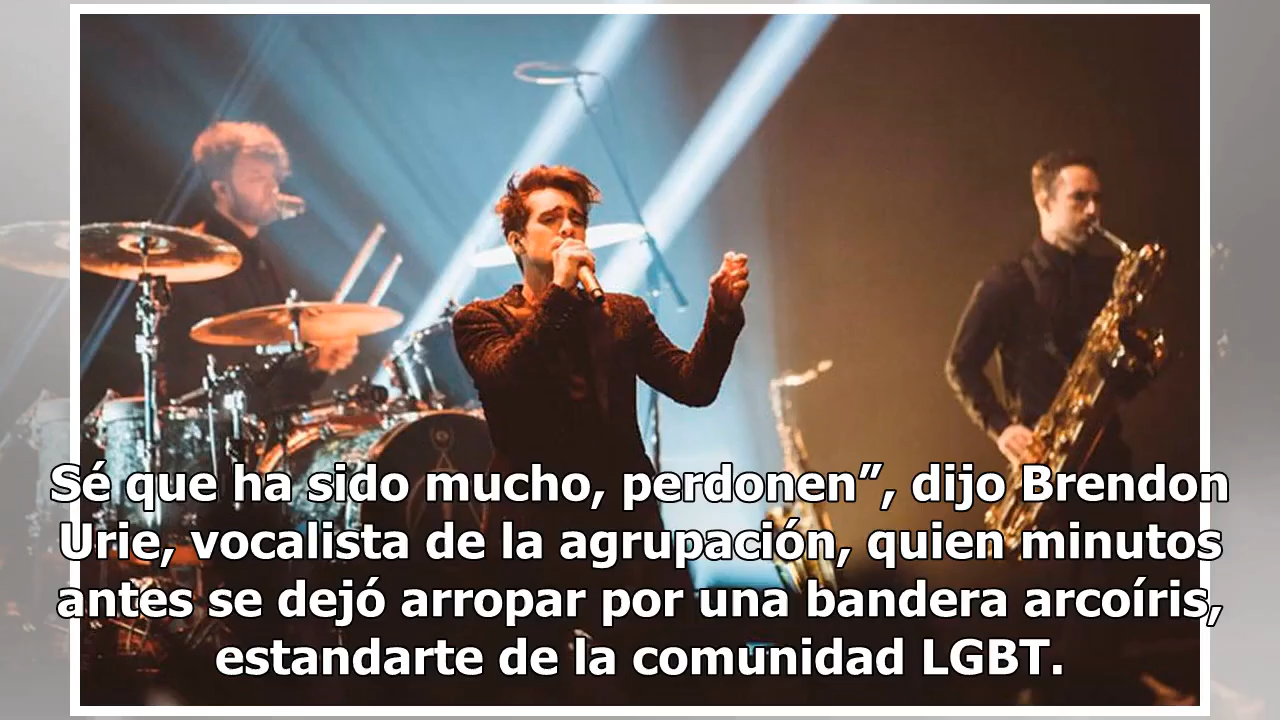 Sé que ha sido mucho, perdonen”, dijo Brendon
Urie, vocalista de la agrupación, quien minutos
antes se dejó arropar por una bandera arcoíris,
estandarte de la comunidad LGBT.